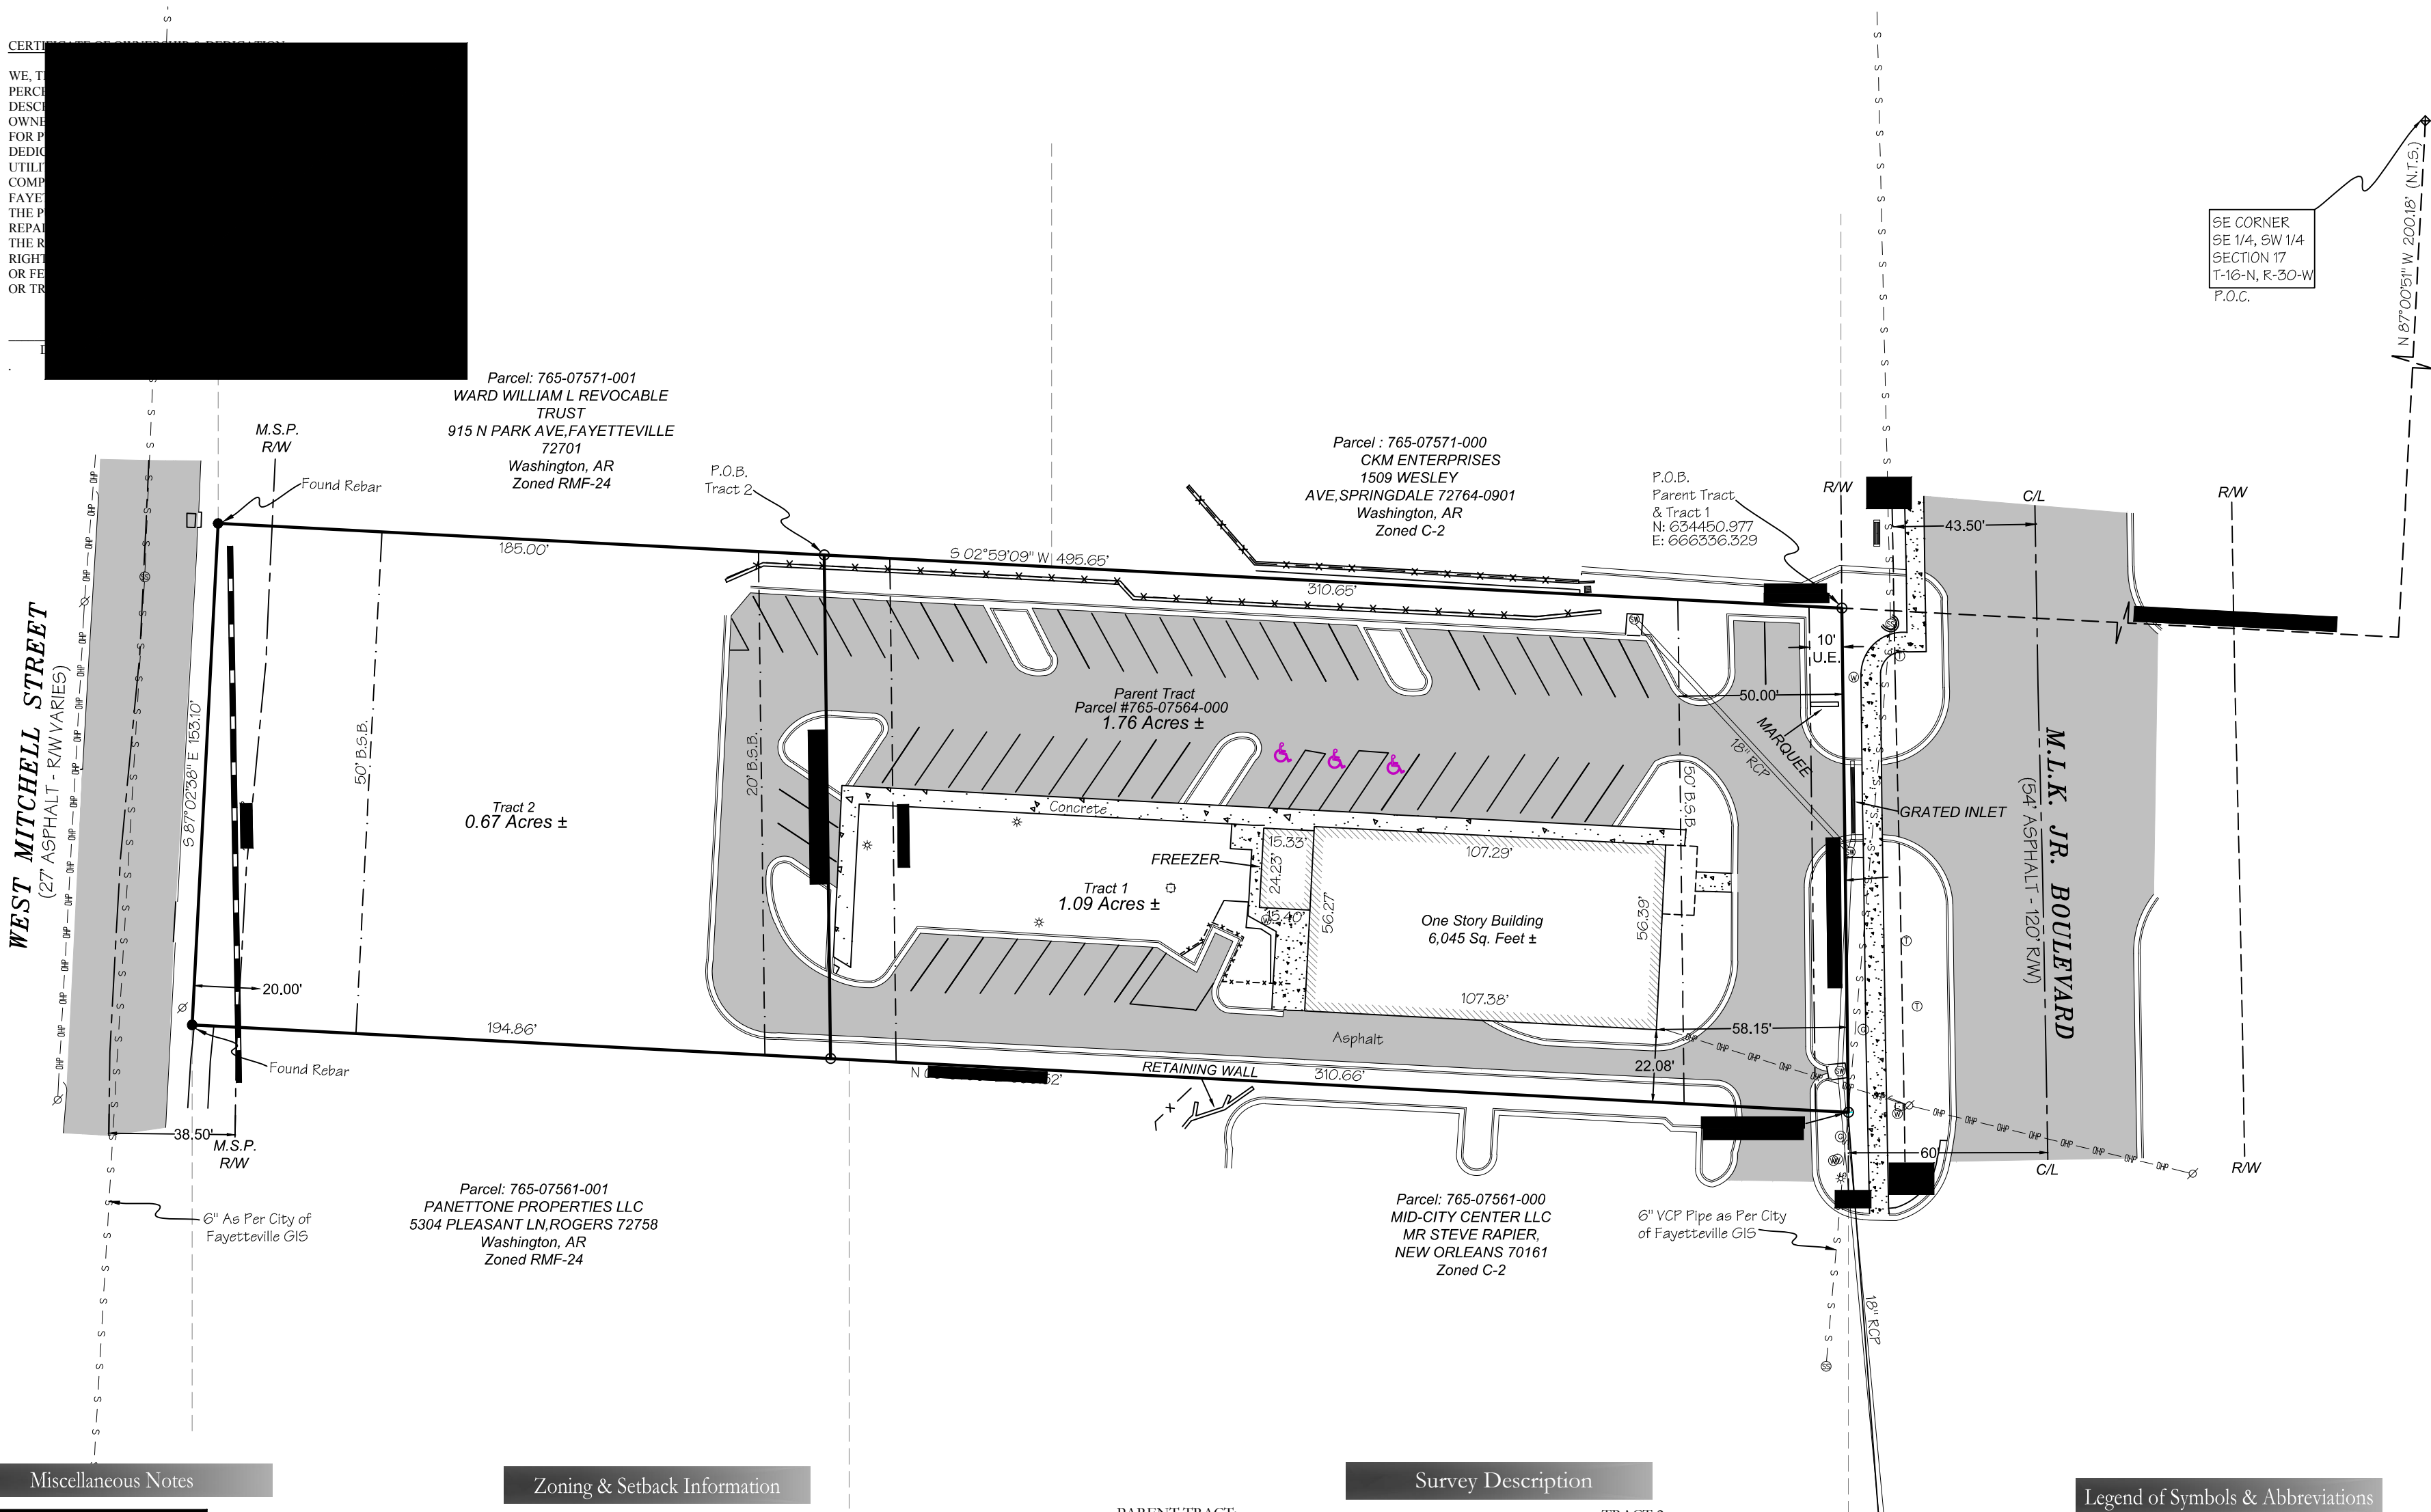 CERTIFICATE OF OWNERSHIP & DEDICATION
WE,
FOR
THE
THE
OR
OR
Parcel: 765-07571-001
WARD WILLIAM L REVOCABLE
TRUST
915 N PARK AVE,FAYETTEVILLE
72701
Washington, AR
Zoned RMF-24
M.S.P.
R/W
Found Rebar
P.O.B.
Tract 2
Parcel : 765-07571-000
CKM ENTERPRISES
1509 WESLEY
AVE,SPRINGDALE 72764-0901
Washington, AR
Zoned C-2
P.O.B.
Parent Tract
& Tract 1
N: 634450.977
E: 666336.329
R/W
C/L
R/W
43.50'
SE CORNER
SE 1/4, SW 1/4
SECTION 17
T-16-N, R-30-W
P.O.C.
N 87°00'51" W 200.18' (N.T.S.)
185.00'
S 02°59'09" W 495.65'
310.65'
10'
U.E.
50.00'
MARQUEE
18" RCP
GRATED INLET
WEST MITCHELL STREET
(27' ASPHALT - R/W VARIES)
S 87°02'38" E 153.10'
50' B.S.B.
20' B.S.B.
50' B.S.B
Parent Tract
Parcel #765-07564-000
1.76 Acres ±
Tract 2
0.67 Acres ±
Concrete
FREEZER
15.33'
24.23'
15.40'
107.29'
56.27'
56.39'
Tract 1
1.09 Acres ±
One Story Building
6,045 Sq. Feet ±
107.38'
M.L.K. JR. BOULEVARD
(54' ASPHALT - 120' R/W)
20.00'
194.86'
Asphalt
58.15'
22.08'
Found Rebar
N
RETAINING WALL
310.66'
38.50'
M.S.P.
R/W
60'
C/L
R/W
6" As Per City of
Fayetteville GIS
Parcel: 765-07561-001
PANETTONE PROPERTIES LLC
5304 PLEASANT LN,ROGERS 72758
Washington, AR
Zoned RMF-24
Parcel: 765-07561-000
MID-CITY CENTER LLC
MR STEVE RAPIER,
NEW ORLEANS 70161
Zoned C-2
6" VCP Pipe as Per City
of Fayetteville GIS
18" RCP
Miscellaneous Notes
Zoning & Setback Information
Survey Description
Legend of Symbols & Abbreviations
PARENT TRACT: